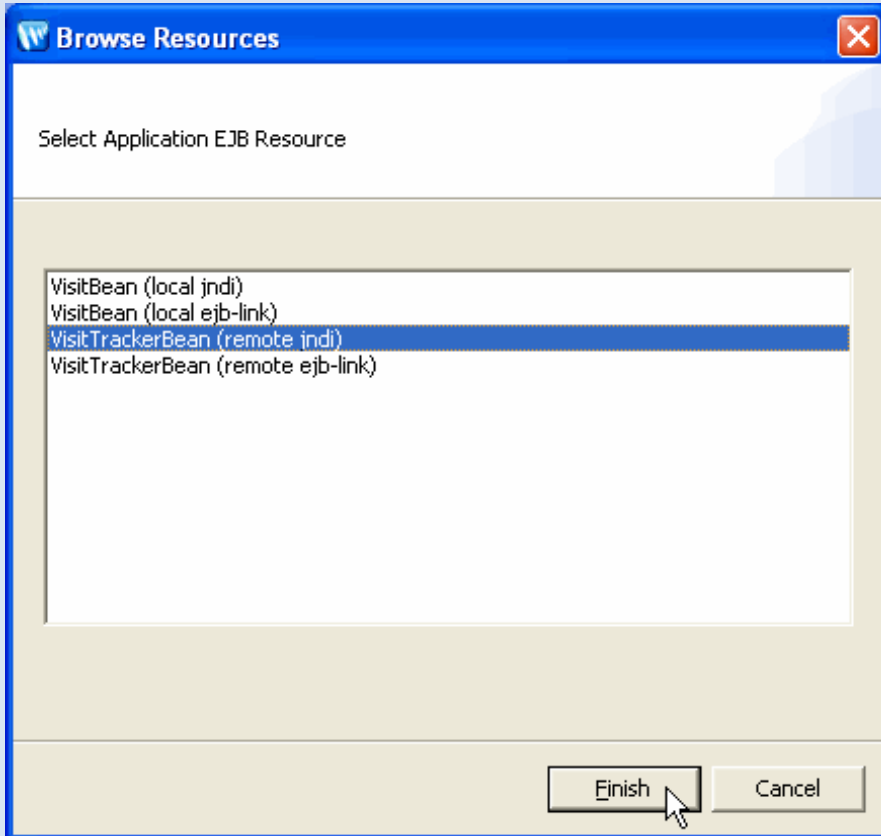 Browse Resources
Select Application EJB Resource
VisitBean (local jndi)
VisitBean (local ejb-link)
VisitTrackerBean (remote jndi)
VisitTrackerBean (remote ejb-link)
Finish Cancel